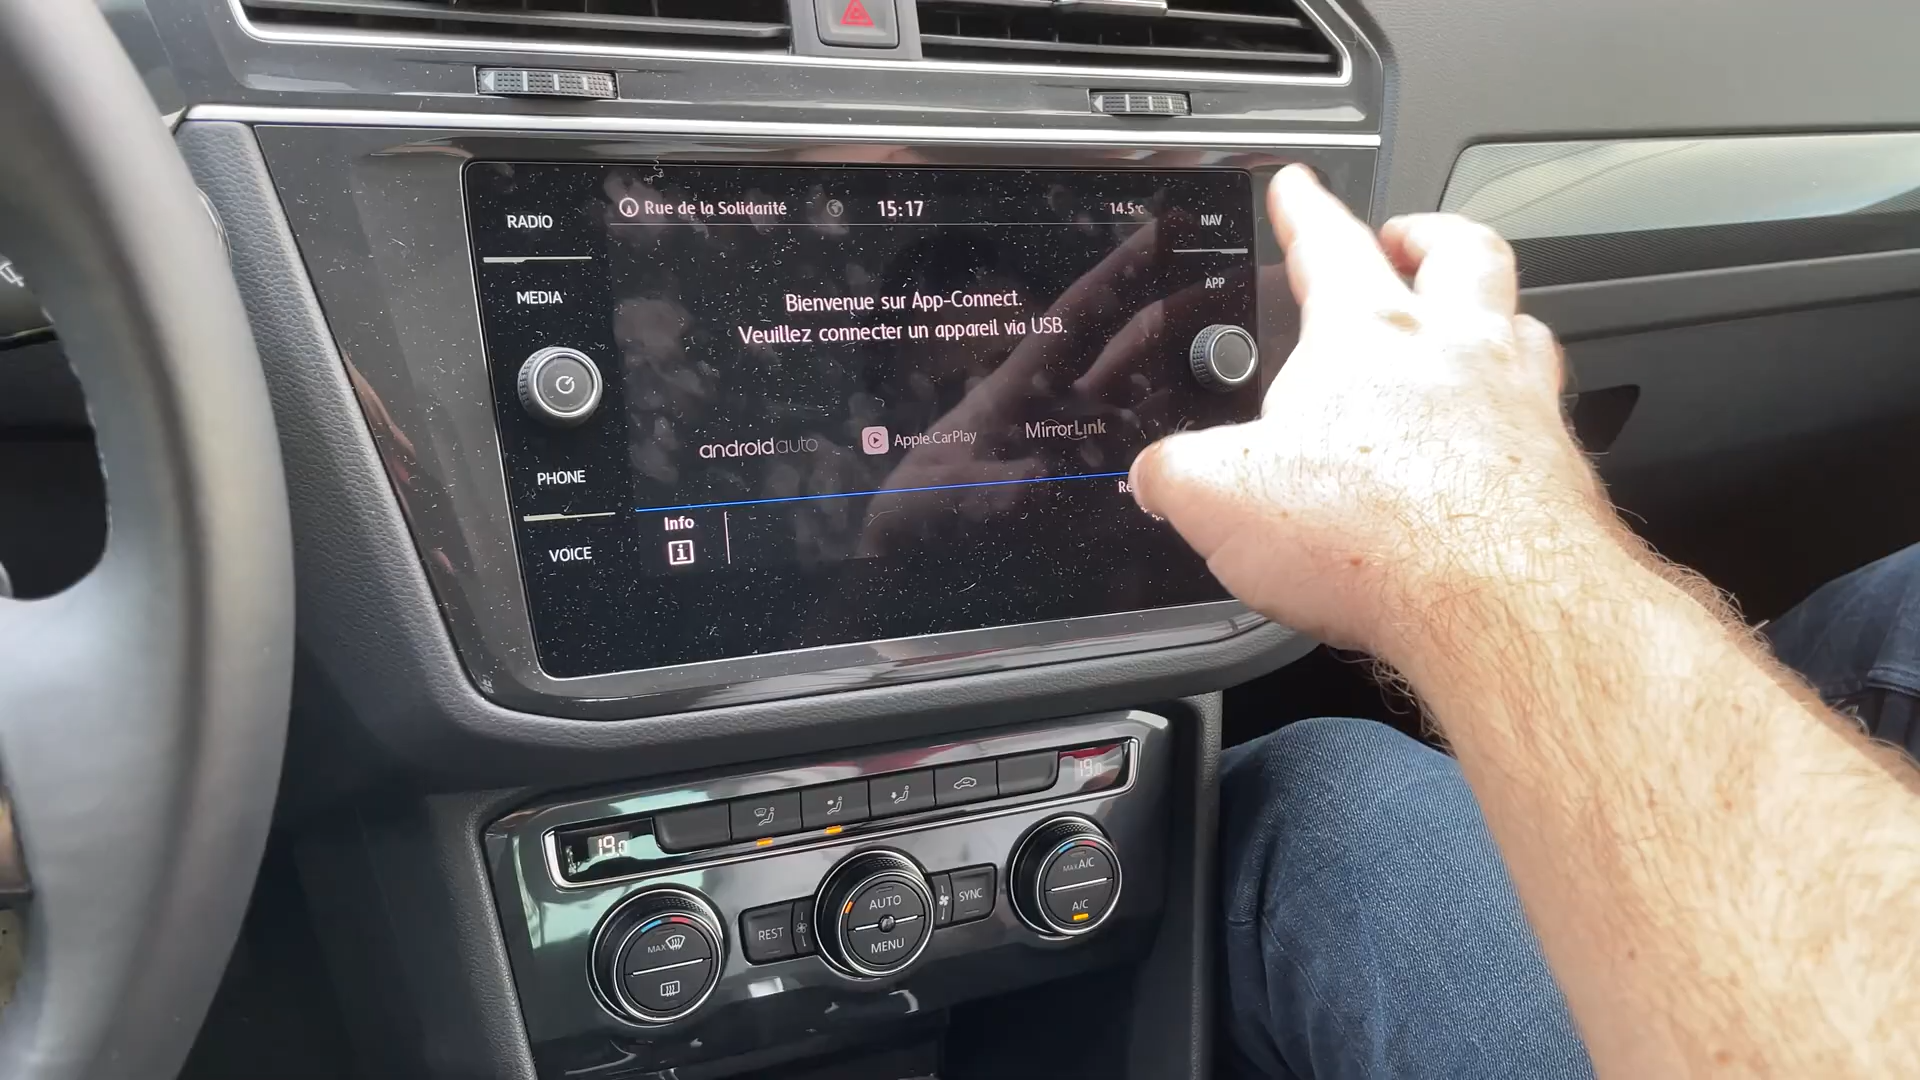 RADIO
Rue de la Solidarité
15:17
14.5°C
NAV
MEDIA
APP
Bienvenue sur App-Connect.
Veuillez connecter un appareil via USB.
androidauto
Apple CarPlay
MirrorLink
PHONE
Info
VOICE
19.0
19.0
MAX A/C
A/C
AUTO
SYNC
REST
MENU
MAX